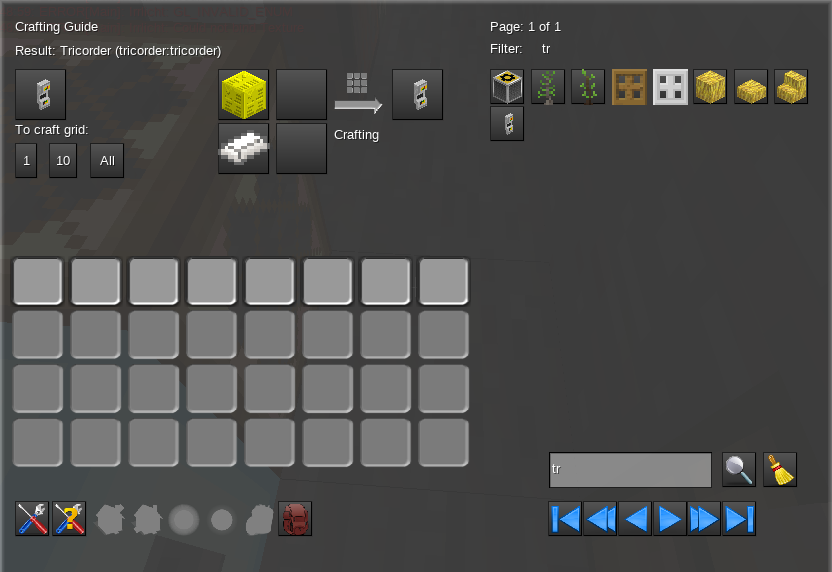 Crafting Guide
Result: Tricorder (tricorder:tricorder)
To craft grid:
1 10 All
Crafting
Page: 1 of 1
Filter: tr
tr